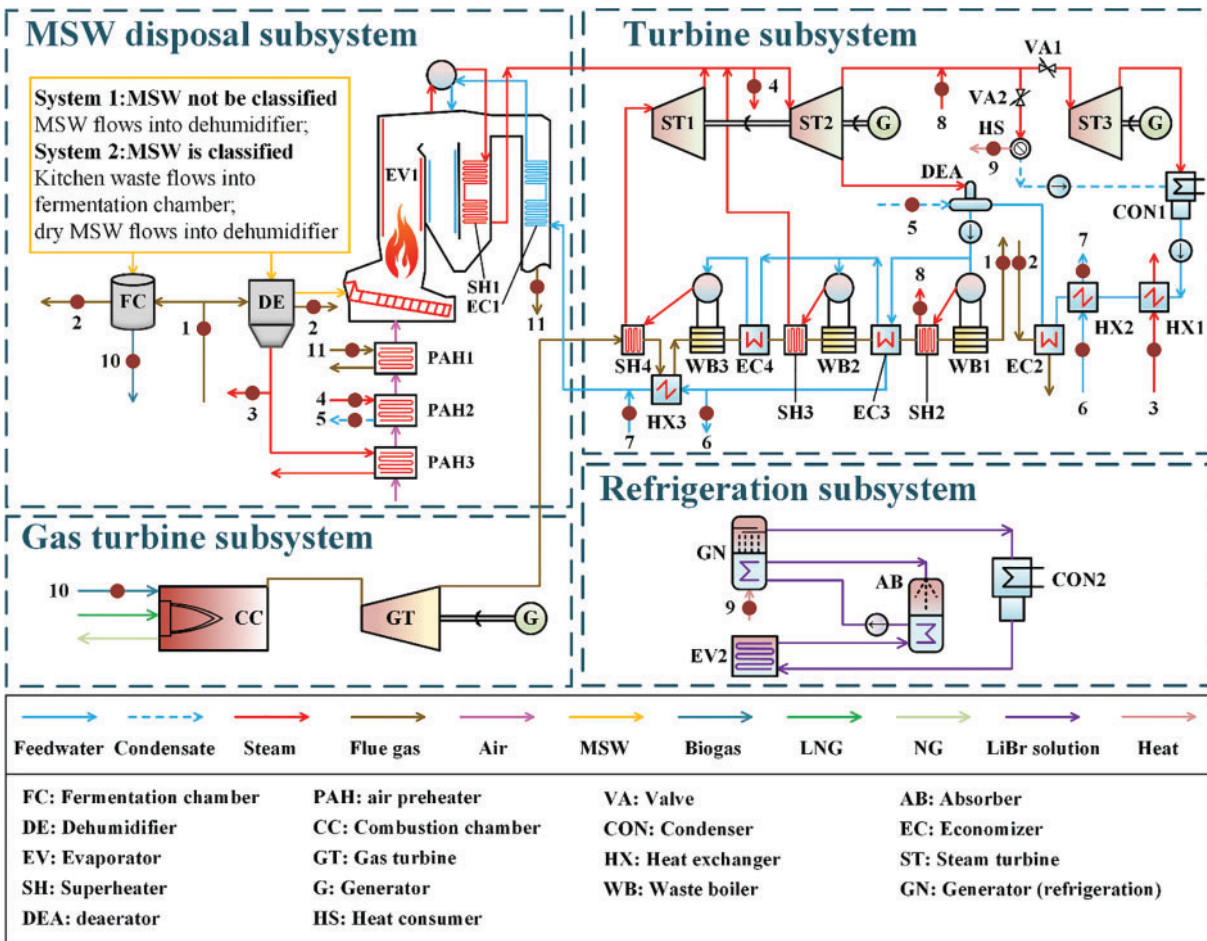 MSW disposal subsystem
System 1:MSW not be classified
MSW flows into dehumidifier;
System 2:MSW is classified
Kitchen waste flows into
fermentation chamber;
dry MSW flows into dehumidifier
EV1
SH1
EC1
FC
DE
2
1
2
10
3
11
11
PAH1
4
5
PAH2
PAH3
Turbine subsystem
VA1
4
ST1
ST2
G
8
VA2
HS
9
ST3
G
DEA
5
CON1
1
2
7
8
HX2
HX1
SH4
WB3
EC4
WB2
WB1
EC2
HX3
SH3
EC3
SH2
7
6
6
3
Gas turbine subsystem
10
CC
GT
G
Refrigeration subsystem
GN
AB
CON2
9
EV2
Feedwater Condensate Steam Flue gas Air MSW Biogas LNG NG LiBr solution Heat
FC: Fermentation chamber PAH: air preheater VA: Valve AB: Absorber
DE: Dehumidifier CC: Combustion chamber CON: Condenser EC: Economizer
EV: Evaporator GT: Gas turbine HX: Heat exchanger ST: Steam turbine
SH: Superheater G: Generator WB: Waste boiler GN: Generator (refrigeration)
DEA: deaerator HS: Heat consumer